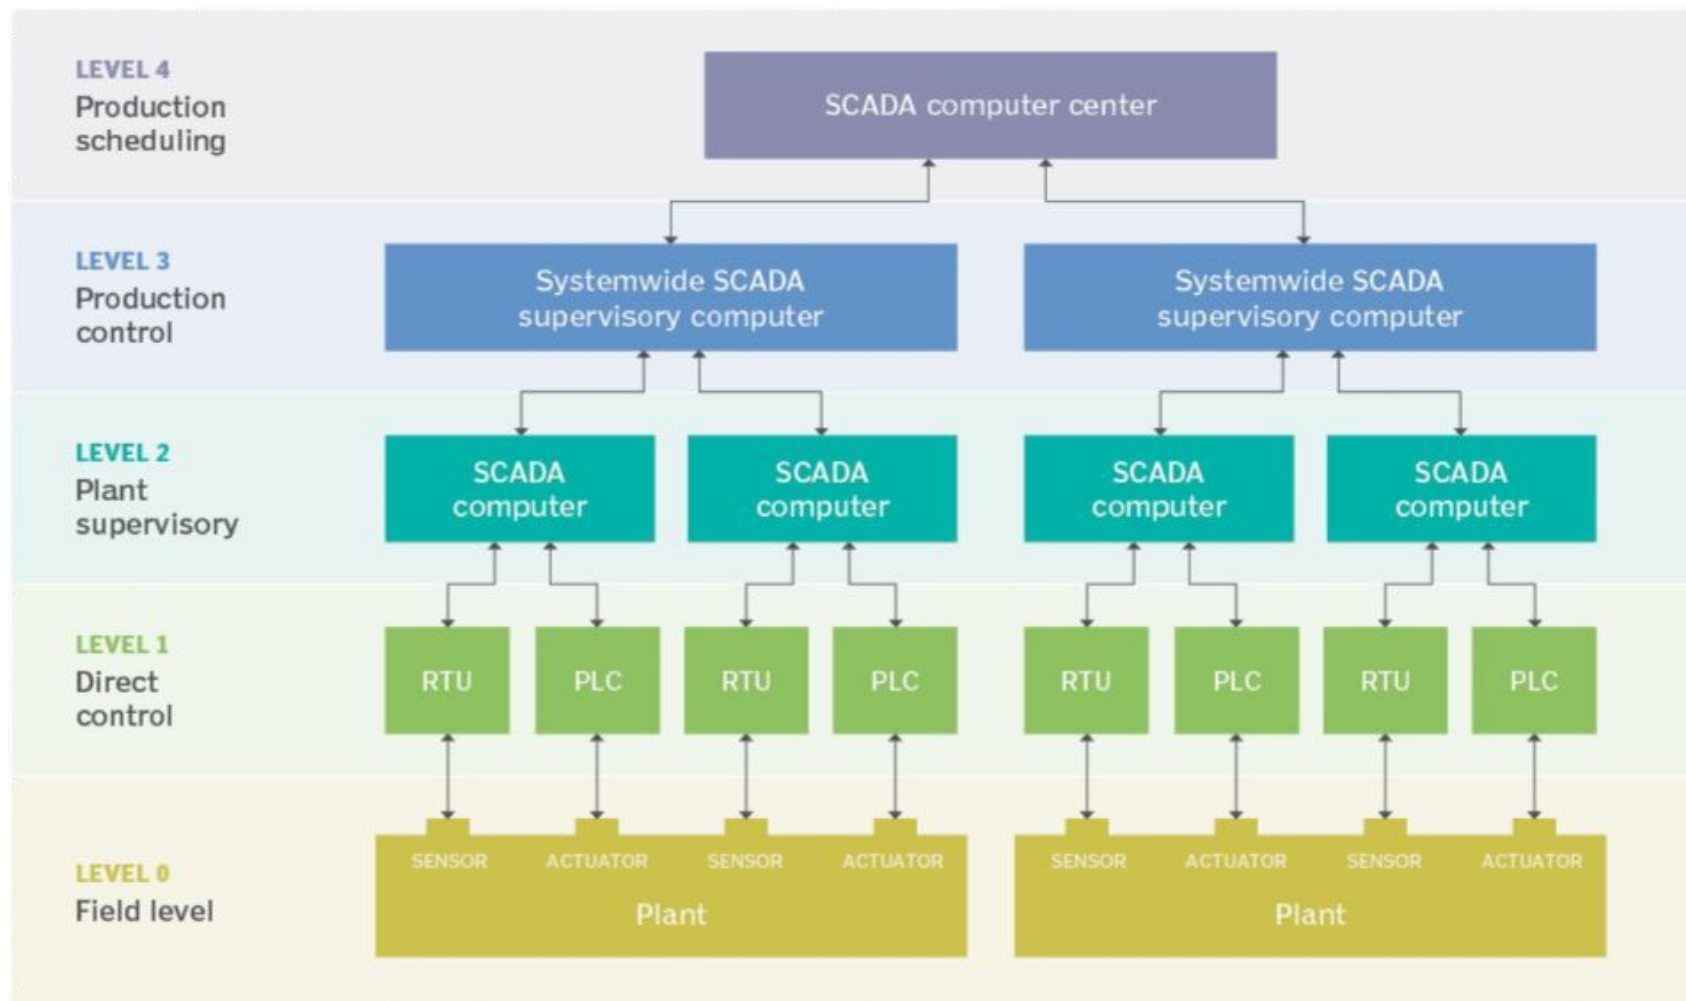 LEVEL 4
Production
scheduling
SCADA computer center
LEVEL 3
Production
control
Systemwide SCADA
supervisory computer
Systemwide SCADA
supervisory computer
LEVEL 2
Plant
supervisory
SCADA
computer
SCADA
computer
SCADA
computer
SCADA
computer
LEVEL 1
Direct
control
RTU
PLC
RTU
PLC
RTU
PLC
RTU
PLC
LEVEL 0
Field level
SENSOR
ACTUATOR
SENSOR
ACTUATOR
Plant
SENSOR
ACTUATOR
SENSOR
ACTUATOR
Plant